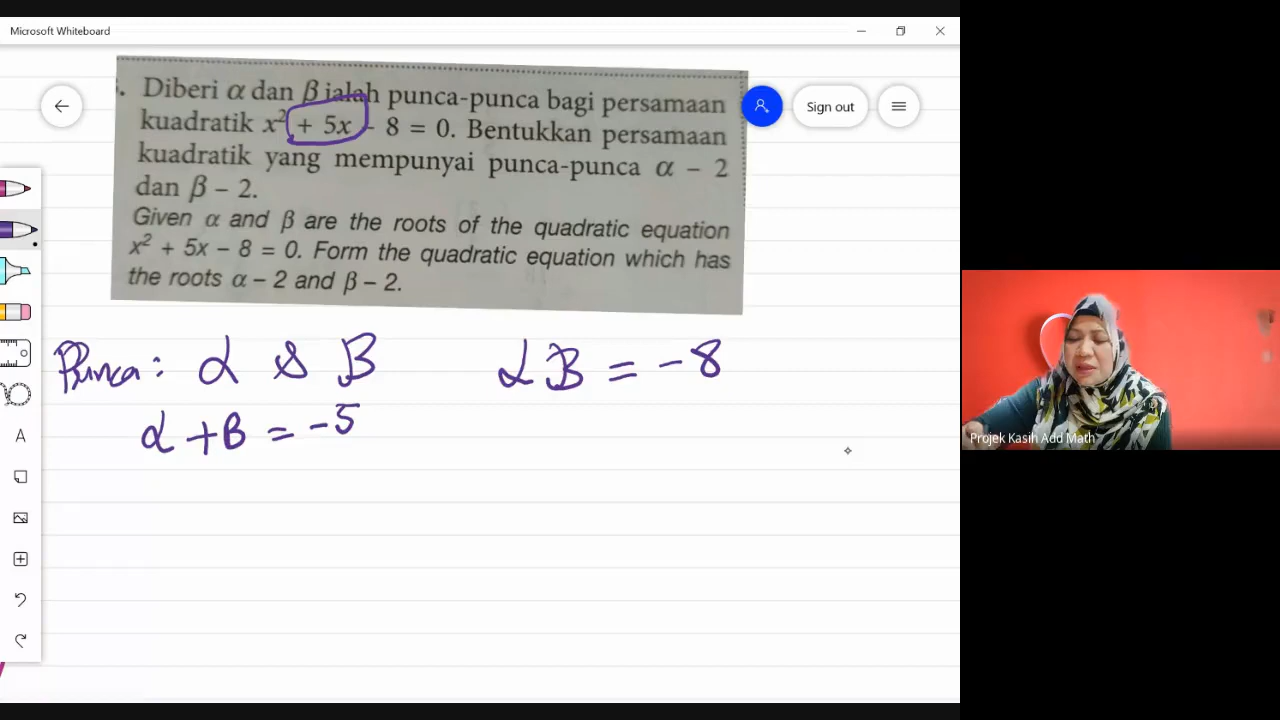 Microsoft Whiteboard
Sign out
Diberi α dan β ialah punca-punca bagi persamaan
kuadratik x² + 5x - 8 = 0. Bentukkan persamaan
kuadratik yang mempunyai punca-punca α - 2
dan β - 2.
Given α and β are the roots of the quadratic equation
x² + 5x - 8 = 0. Form the quadratic equation which has
the roots α - 2 and β - 2.
Punca: α & β
αβ = -8
α + β = -5
A
Projek Kasih Add Math